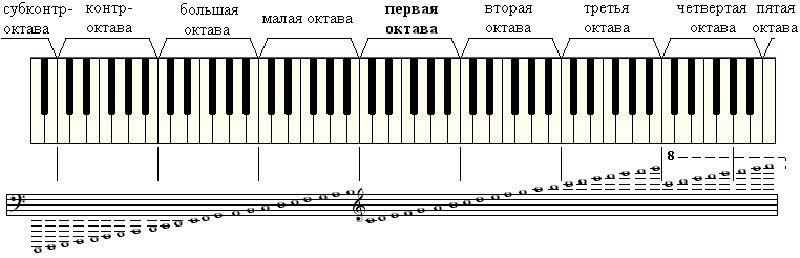 субконтр-
октава
контр-
октава
большая
октава
малая октава
первая
октава
вторая
октава
третья
октава
четвертая
октава
пятая
октава
8